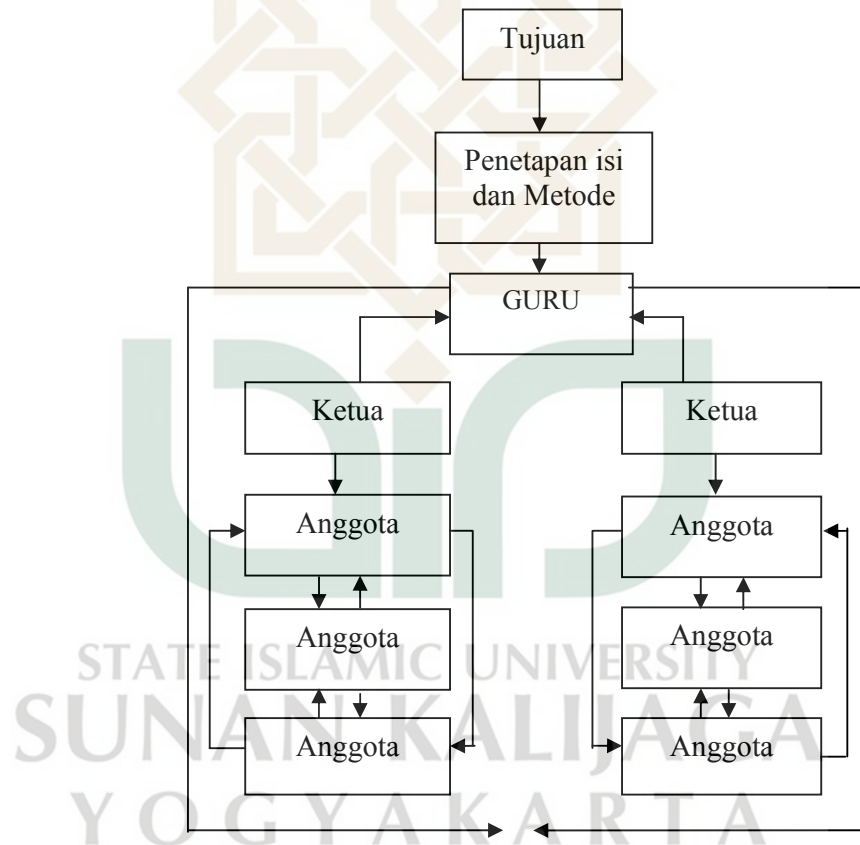 Tujuan
Penetapan isi
dan Metode
GURU
Ketua
Ketua
Anggota
Anggota
Anggota
Anggota
Anggota
Anggota
STATE ISLAMIC UNIVERSITY
SUNAN KALIJAGA
YOGYAKARTA